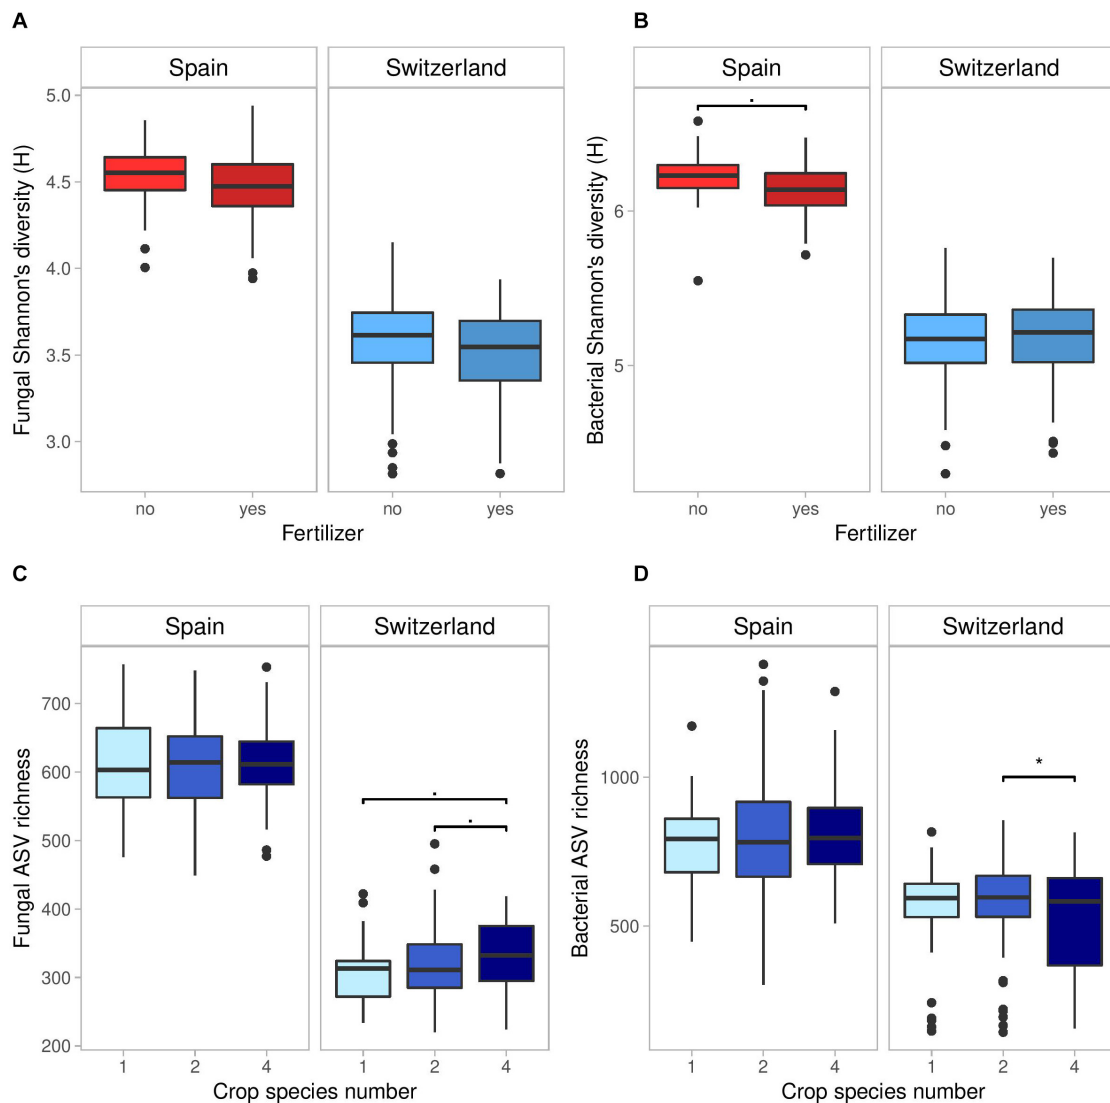 A
Spain
Switzerland
Fungal Shannon's diversity (H)
5.0
4.5
4.0
3.5
3.0
no
yes
no
yes
Fertilizer
B
Spain
Switzerland
Bacterial Shannon's diversity (H)
.
6
5
no
yes
no
yes
Fertilizer
C
Spain
Switzerland
Fungal ASV richness
700
600
500
400
300
200
.
.
1
2
4
1
2
4
Crop species number
D
Spain
Switzerland
Bacterial ASV richness
1000
500
*
1
2
4
1
2
4
Crop species number